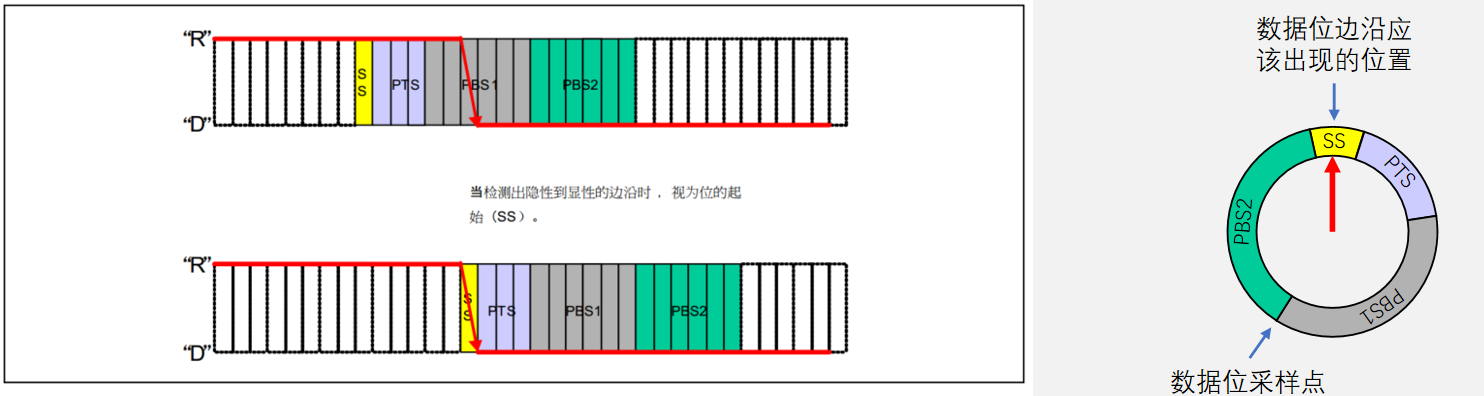 “R”
“D”
SS
PTS
PBS1
PBS2
当检测出隐性到显性的边沿时，视为位的起
始（SS）。
“R”
“D”
SS
PTS
PBS1
PBS2
数据位边沿应
该出现的位置
SS
PTS
PBS1
PBS2
数据位采样点